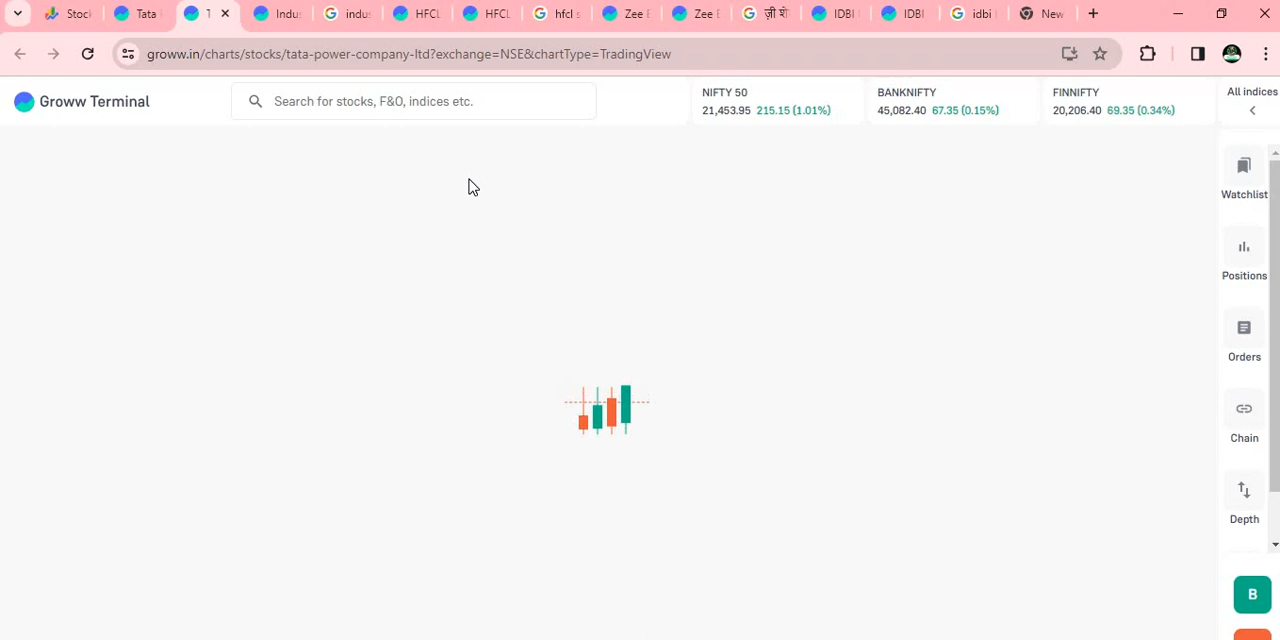 Stock
Tata
T
Indus
indus
HFCL
HFCL
hfcl s
Zee E
Zee E
ज़ी शे
IDBI
IDBI
idbi
New
groww.in/charts/stocks/tata-power-company-ltd?exchange=NSE&chartType=TradingView
Groww Terminal
Search for stocks, F&O, indices etc.
NIFTY 50
21,453.95 215.15 (1.01%)
BANKNIFTY
45,082.40 67.35 (0.15%)
FINNIFTY
20,206.40 69.35 (0.34%)
All indices
Watchlist
Positions
Orders
Chain
Depth
B